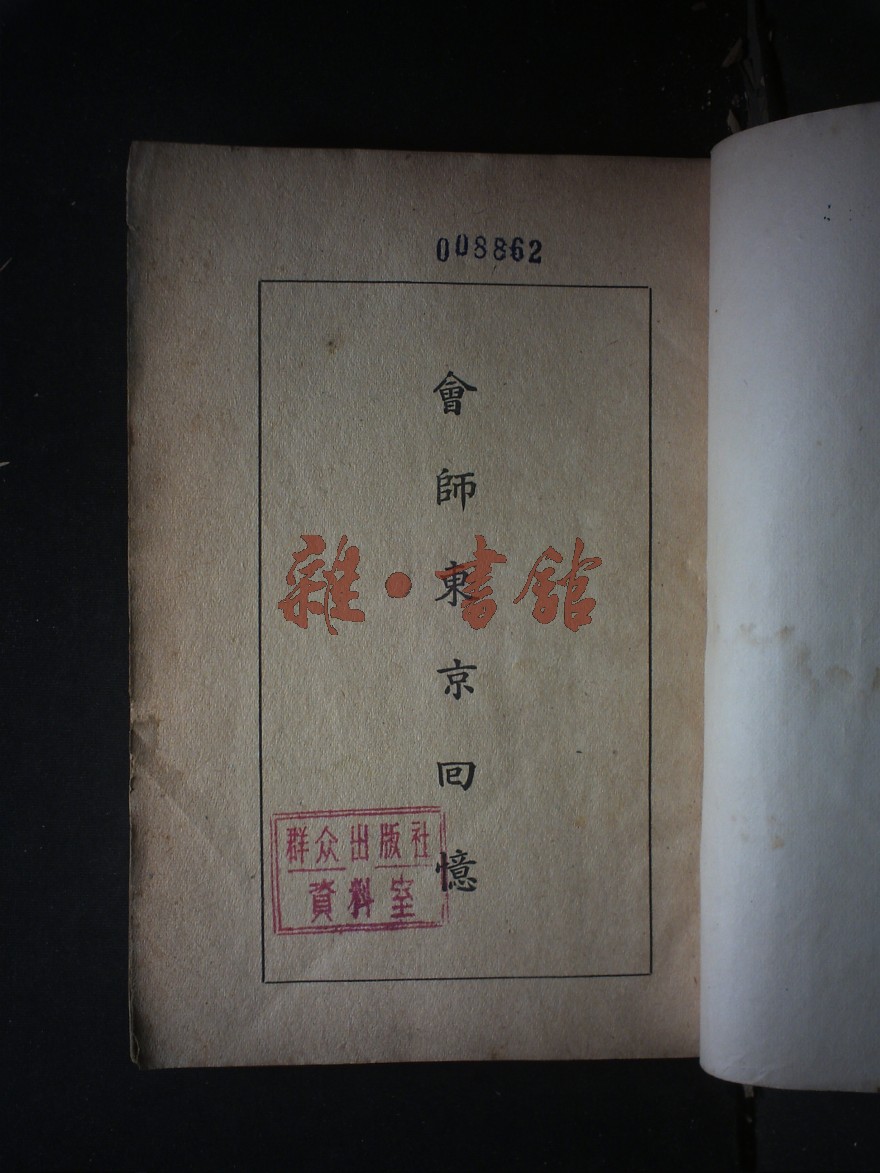 008862
會師東京回憶
雜·書館
群众出版社
資料室